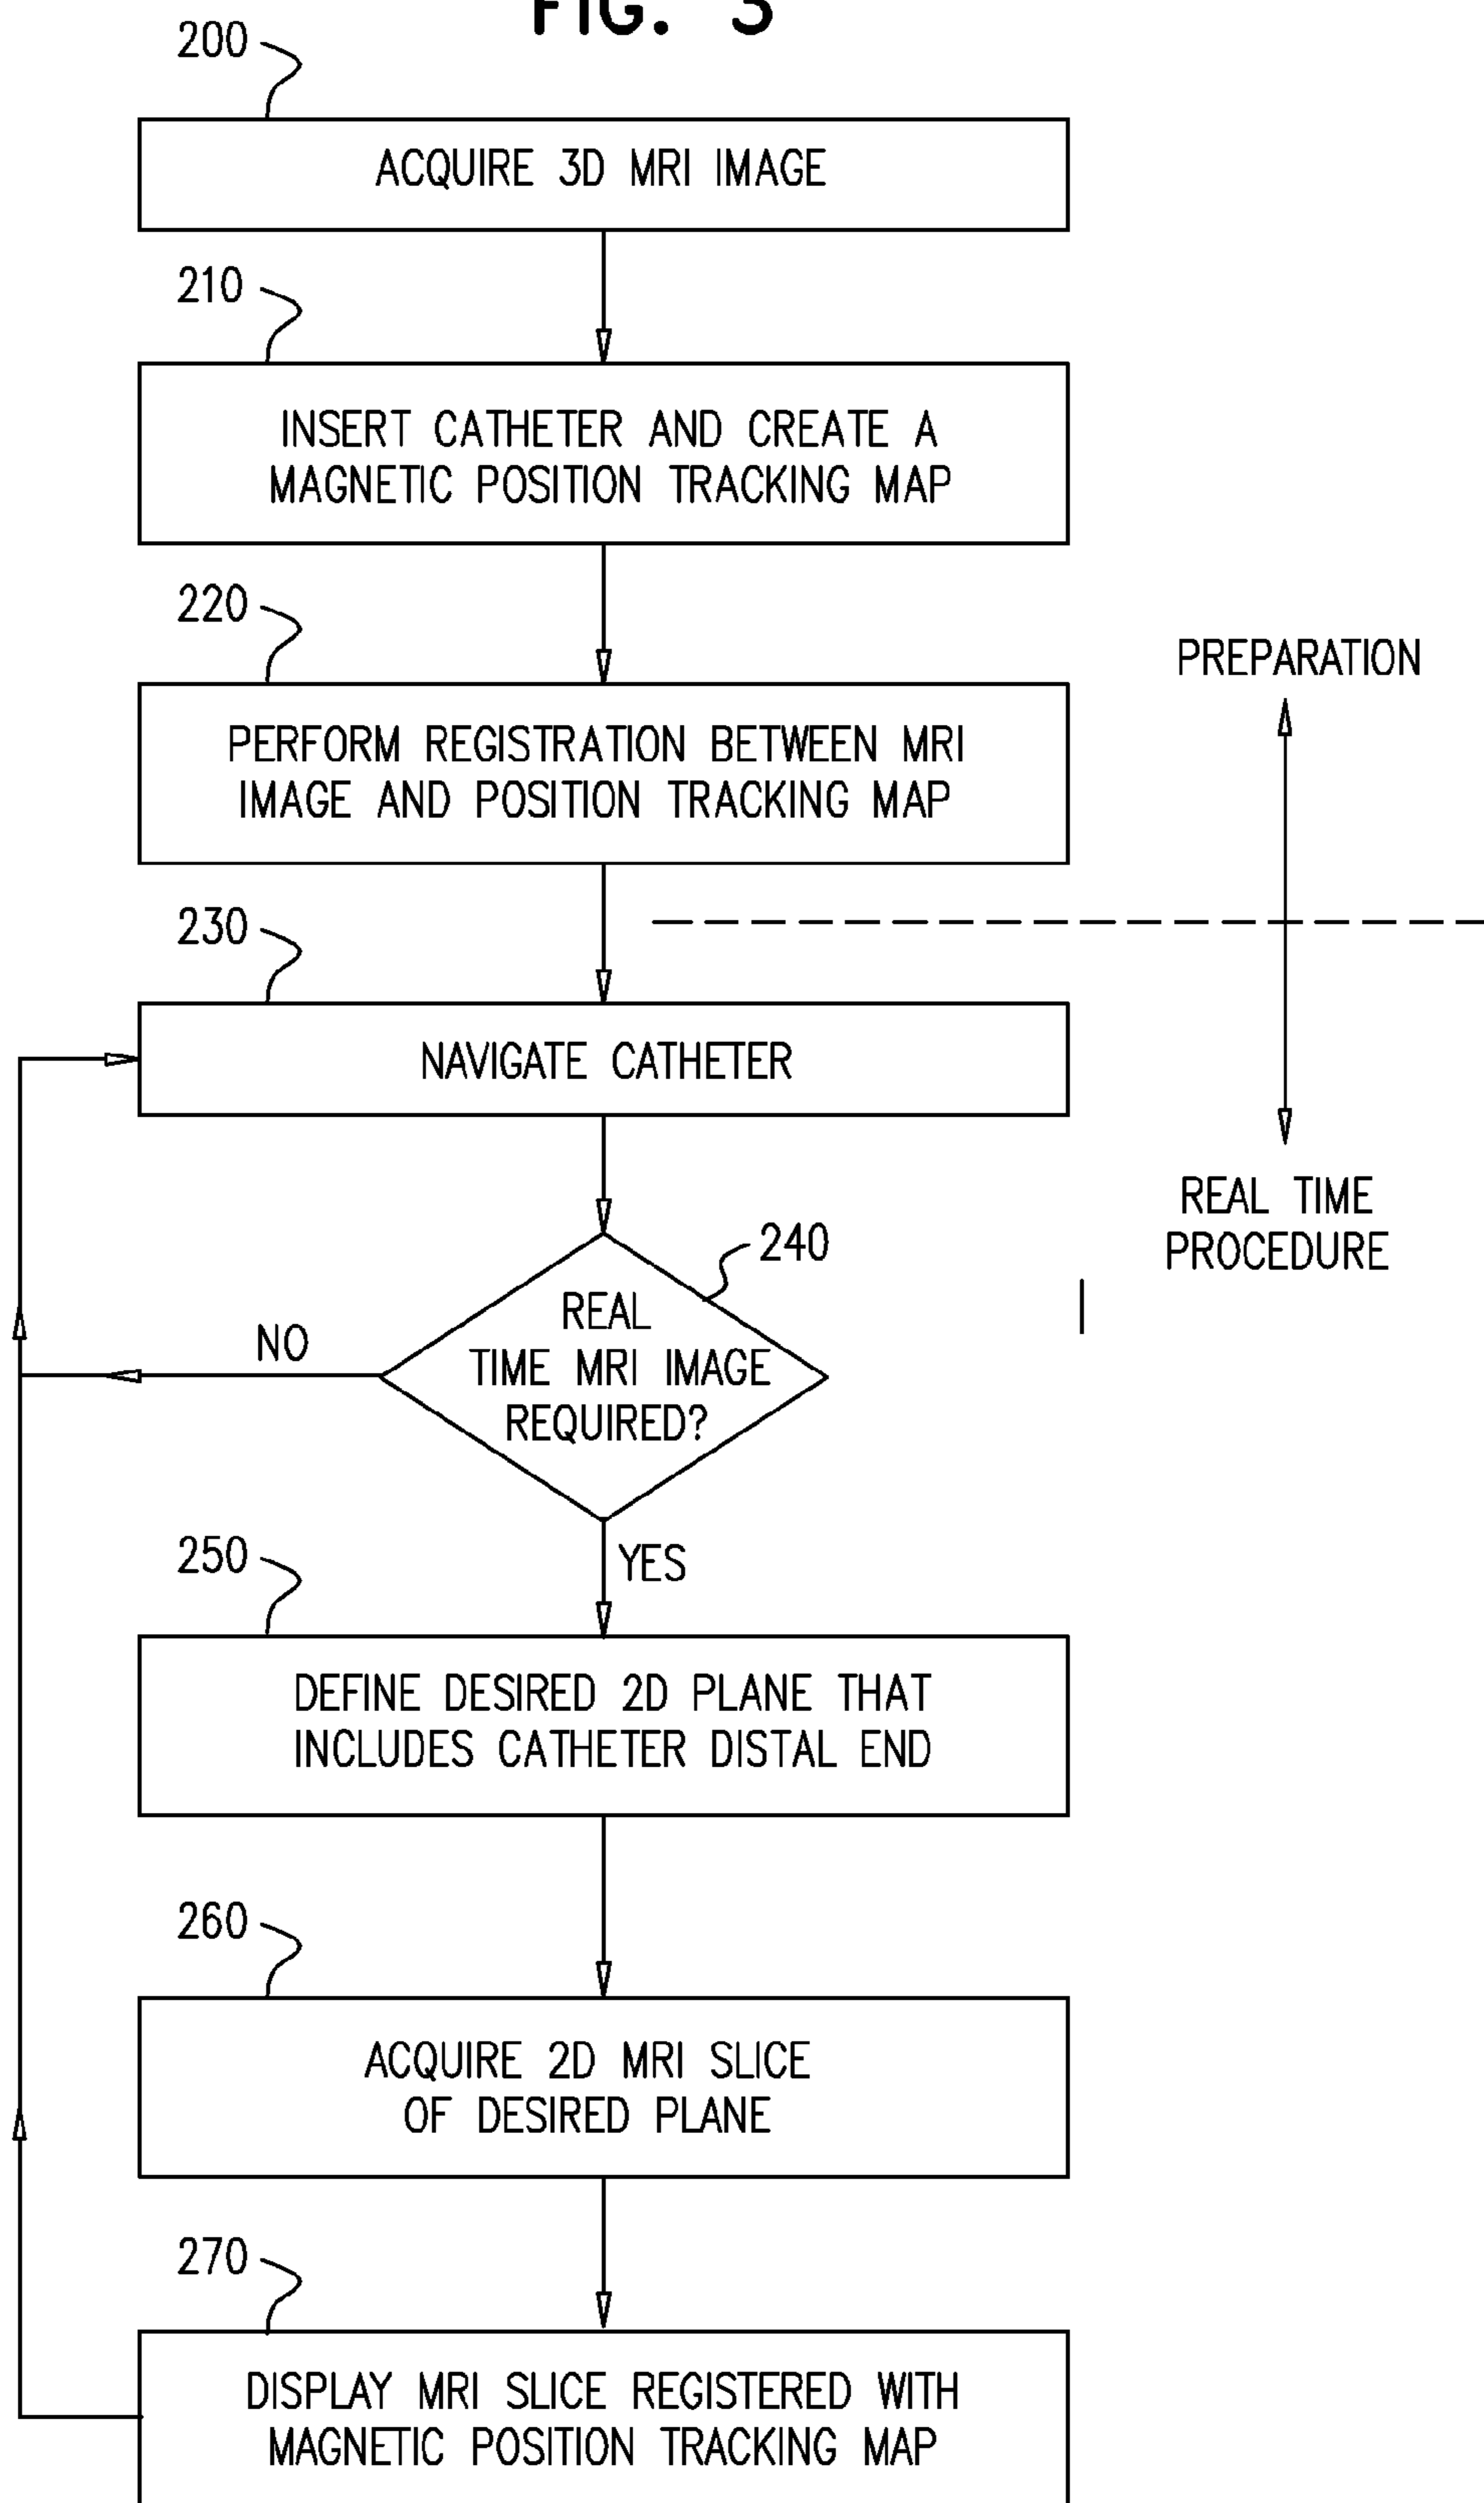 FIG. 3
200
ACQUIRE 3D MRI IMAGE
210
INSERT CATHETER AND CREATE A
MAGNETIC POSITION TRACKING MAP
220
PERFORM REGISTRATION BETWEEN MRI
IMAGE AND POSITION TRACKING MAP
PREPARATION
230
NAVIGATE CATHETER
REAL TIME
PROCEDURE
240
REAL
TIME MRI IMAGE
REQUIRED?
NO
YES
250
DEFINE DESIRED 2D PLANE THAT
INCLUDES CATHETER DISTAL END
260
ACQUIRE 2D MRI SLICE
OF DESIRED PLANE
270
DISPLAY MRI SLICE REGISTERED WITH
MAGNETIC POSITION TRACKING MAP